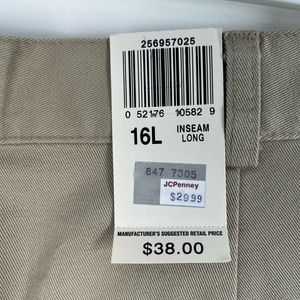 256957025
0 52176 10582 9
16L INSEAM LONG
847 7305
JCPenney
$29.99
MANUFACTURER'S SUGGESTED RETAIL PRICE
$38.00